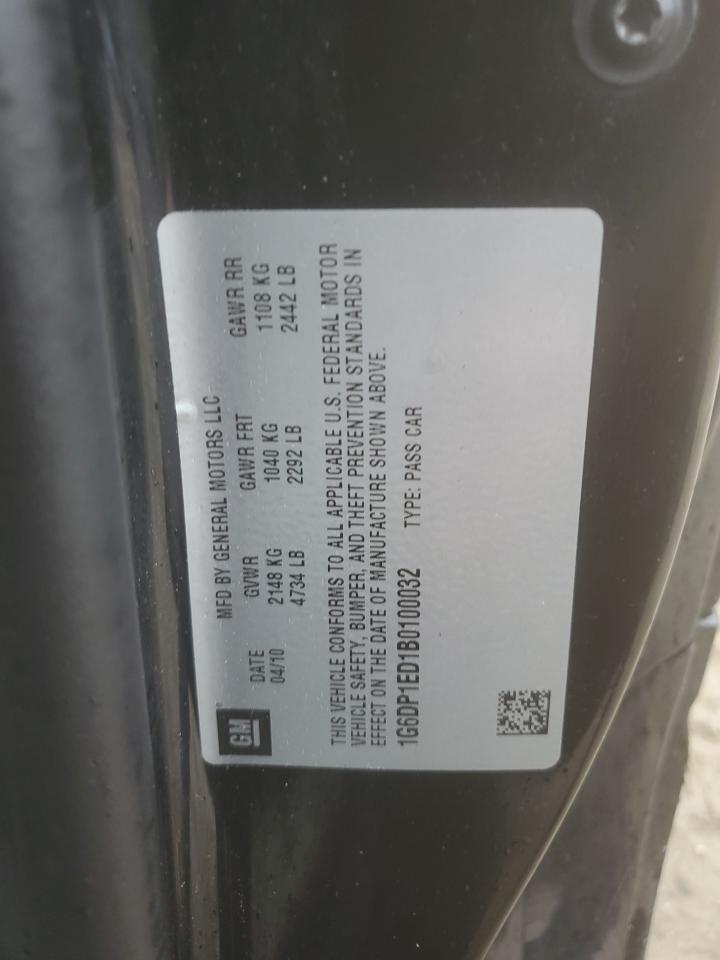 GM®
MFD BY GENERAL MOTORS LLC
DATE GVWR GAWR FRT GAWR RR
04/10 2148 KG 1040 KG 1108 KG
4734 LB 2292 LB 2442 LB
THIS VEHICLE CONFORMS TO ALL APPLICABLE U.S. FEDERAL MOTOR
VEHICLE SAFETY, BUMPER, AND THEFT PREVENTION STANDARDS IN
EFFECT ON THE DATE OF MANUFACTURE SHOWN ABOVE.
1G6DP1ED1B0100032 TYPE: PASS CAR